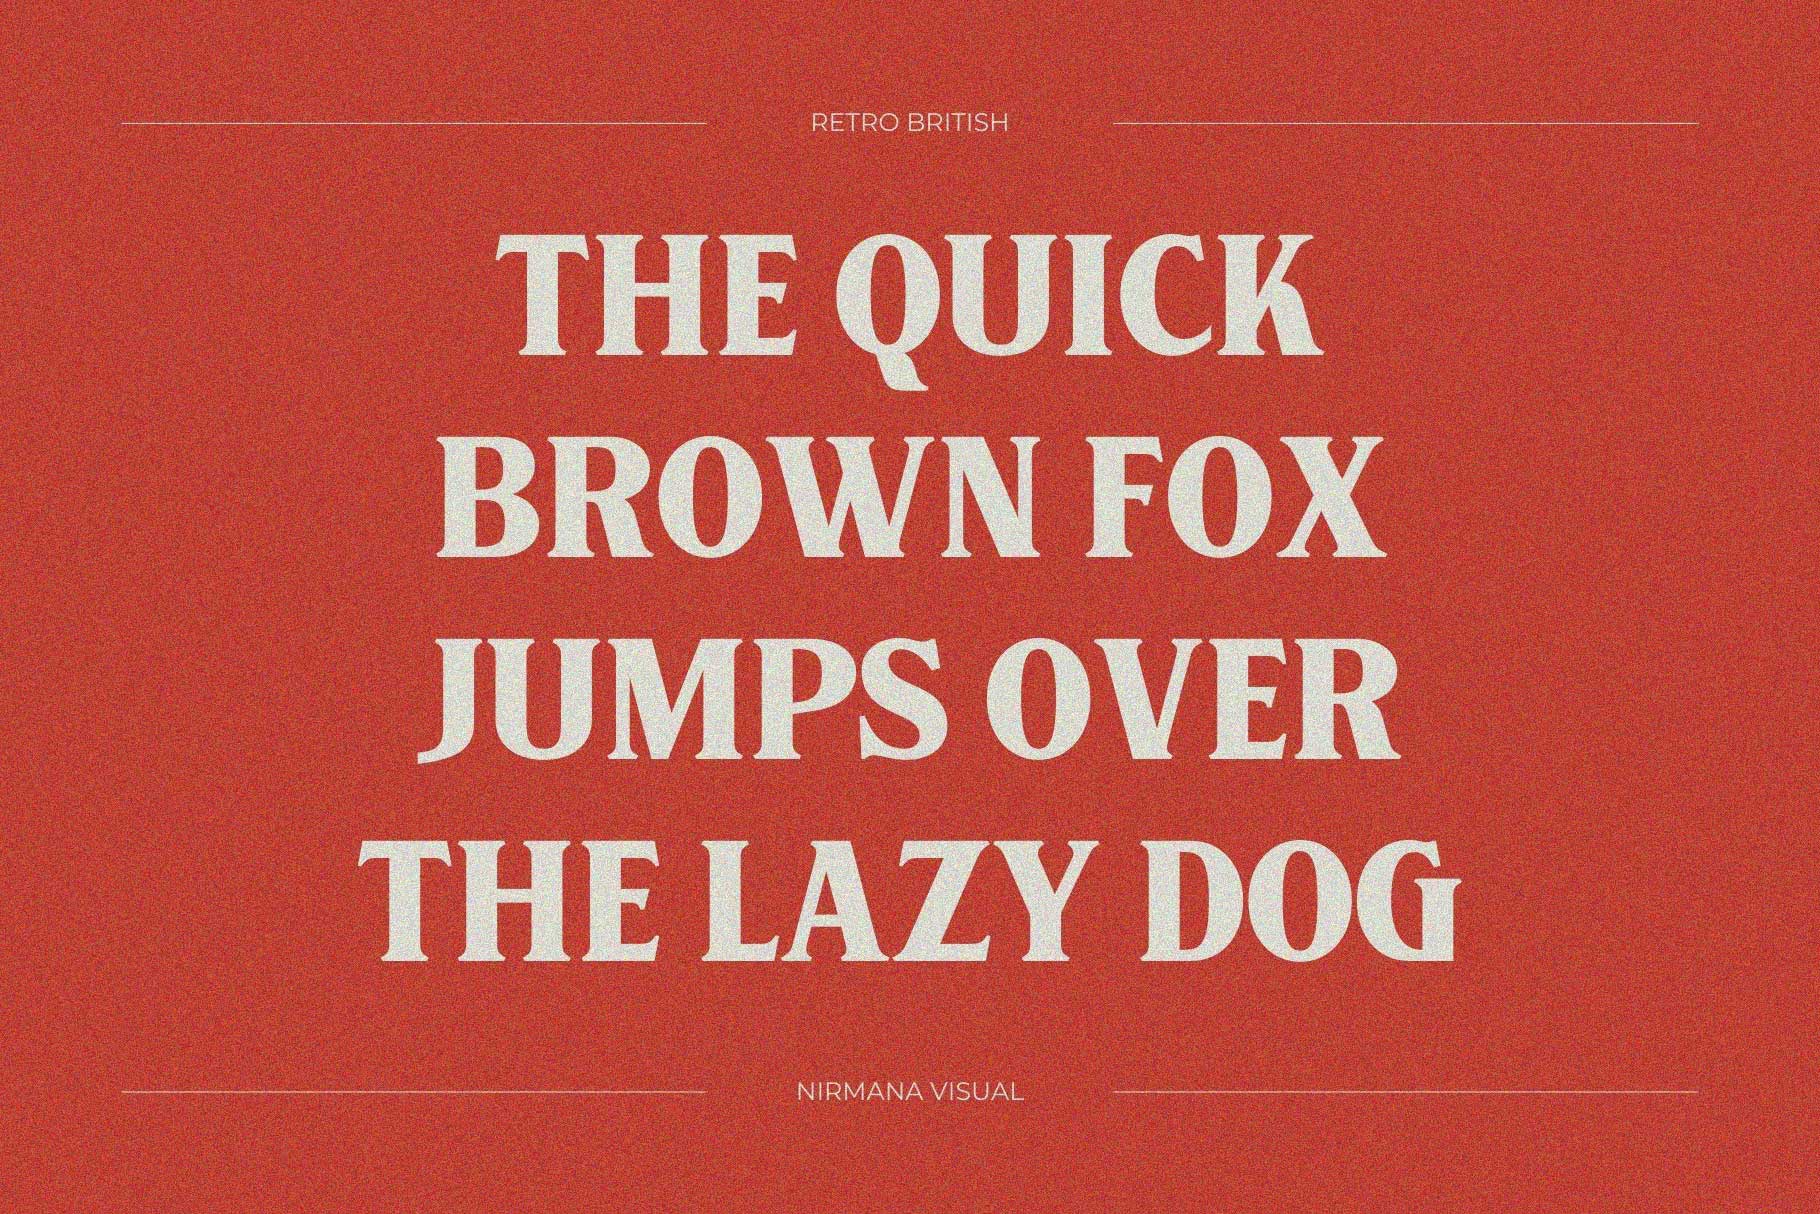 RETRO BRITISH
THE QUICK
BROWN FOX
JUMPS OVER
THE LAZY DOG
NIRMANA VISUAL